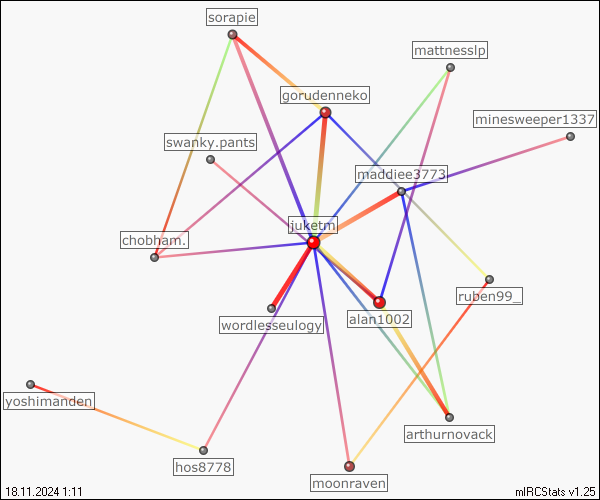 sorapie
mattnesslp
gorudenneko
minesweeper1337
swanky.pants
maddiee3773
juketm
chobham.
ruben99_
alan1002
wordlesseulogy
yoshimanden
arthurnovack
hos8778
moonraven
18.11.2024 1:11
mIRCStats v1.25